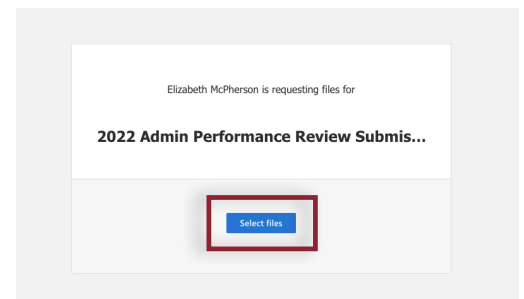 Elizabeth McPherson is requesting files for
2022 Admin Performance Review Submis...
Select files